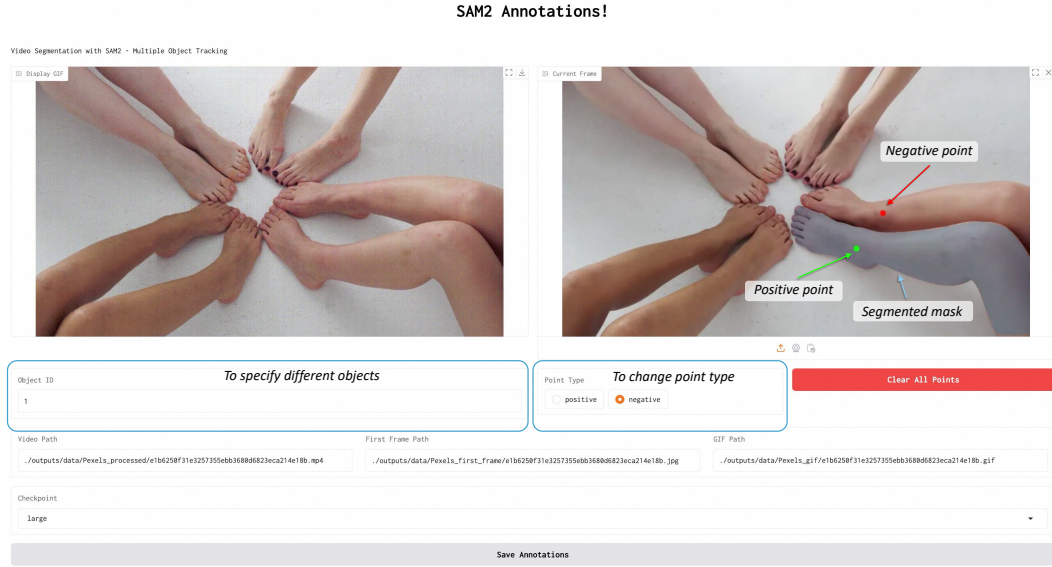 SAM2 Annotations!
Video Segmentation with SAM2 - Multiple Object Tracking
Display GIF
Current Frame
Negative point
Positive point
Segmented mask
Object ID
To specify different objects
1
Point Type
To change point type
positive
negative
Clear All Points
Video Path
First Frame Path
GIF Path
./outputs/data/Pexels_processed/e1b6250f31e3257355ebb3680d6823eca214e18b.mp4
./outputs/data/Pexels_first_frame/e1b6250f31e3257355ebb3680d6823eca214e18b.jpg
./outputs/data/Pexels_gif/e1b6250f31e3257355ebb3680d6823eca214e18b.gif
Checkpoint
large
Save Annotations